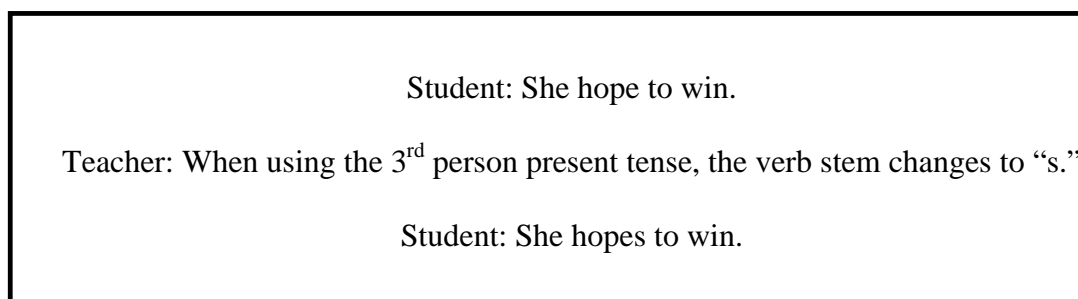 Student: She hope to win.
Teacher: When using the 3rd person present tense, the verb stem changes to “s.”
Student: She hopes to win.